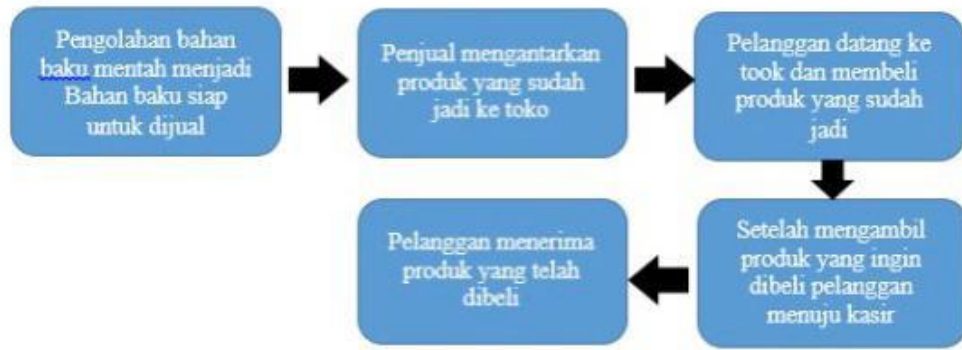 Pengolahan bahan
baku mentah menjadi
Bahan baku siap
untuk dijual
Penjual mengantarkan
produk yang sudah
jadi ke toko
Pelanggan datang ke
took dan membeli
produk yang sudah
jadi
Setelah mengambil
produk yang ingin
dibeli pelanggan
menuju kasir
Pelanggan menerima
produk yang telah
dibeli